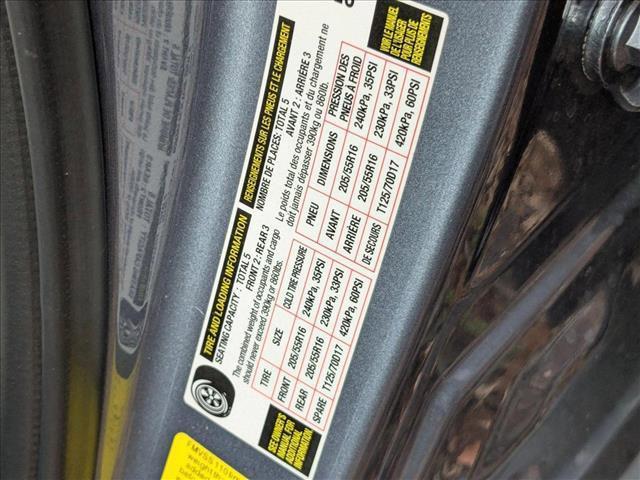 TIRE AND LOADING INFORMATION
SEATING CAPACITY : TOTAL 5
FRONT 2 : REAR 3
The combined weight of occupants and cargo
should never exceed 390kg or 860lbs.
TIRE SIZE COLD TIRE PRESSURE
FRONT 205/55R16 240kPa, 35PSI
REAR 205/55R16 230kPa, 33PSI
SPARE T125/70D17 420kPa, 60PSI
SEE OWNER'S
MANUAL FOR
ADDITIONAL
INFORMATION
RENSEIGNEMENTS SUR LES PNEUS ET LE CHARGEMENT
NOMBRE DE PLACES: TOTAL 5
AVANT 2 : ARRIÈRE 3
Le poids total des occupants et du chargement ne
doit jamais dépasser 390kg ou 860lb.
PNEU DIMENSIONS PRESSION DES
PNEUS À FROID
AVANT 205/55R16 240kPa, 35PSI
ARRIÈRE 205/55R16 230kPa, 33PSI
DE SECOURS T125/70D17 420kPa, 60PSI
VOIR LE MANUEL
DE L'USAGER
POUR PLUS DE
RENSEIGNEMENTS